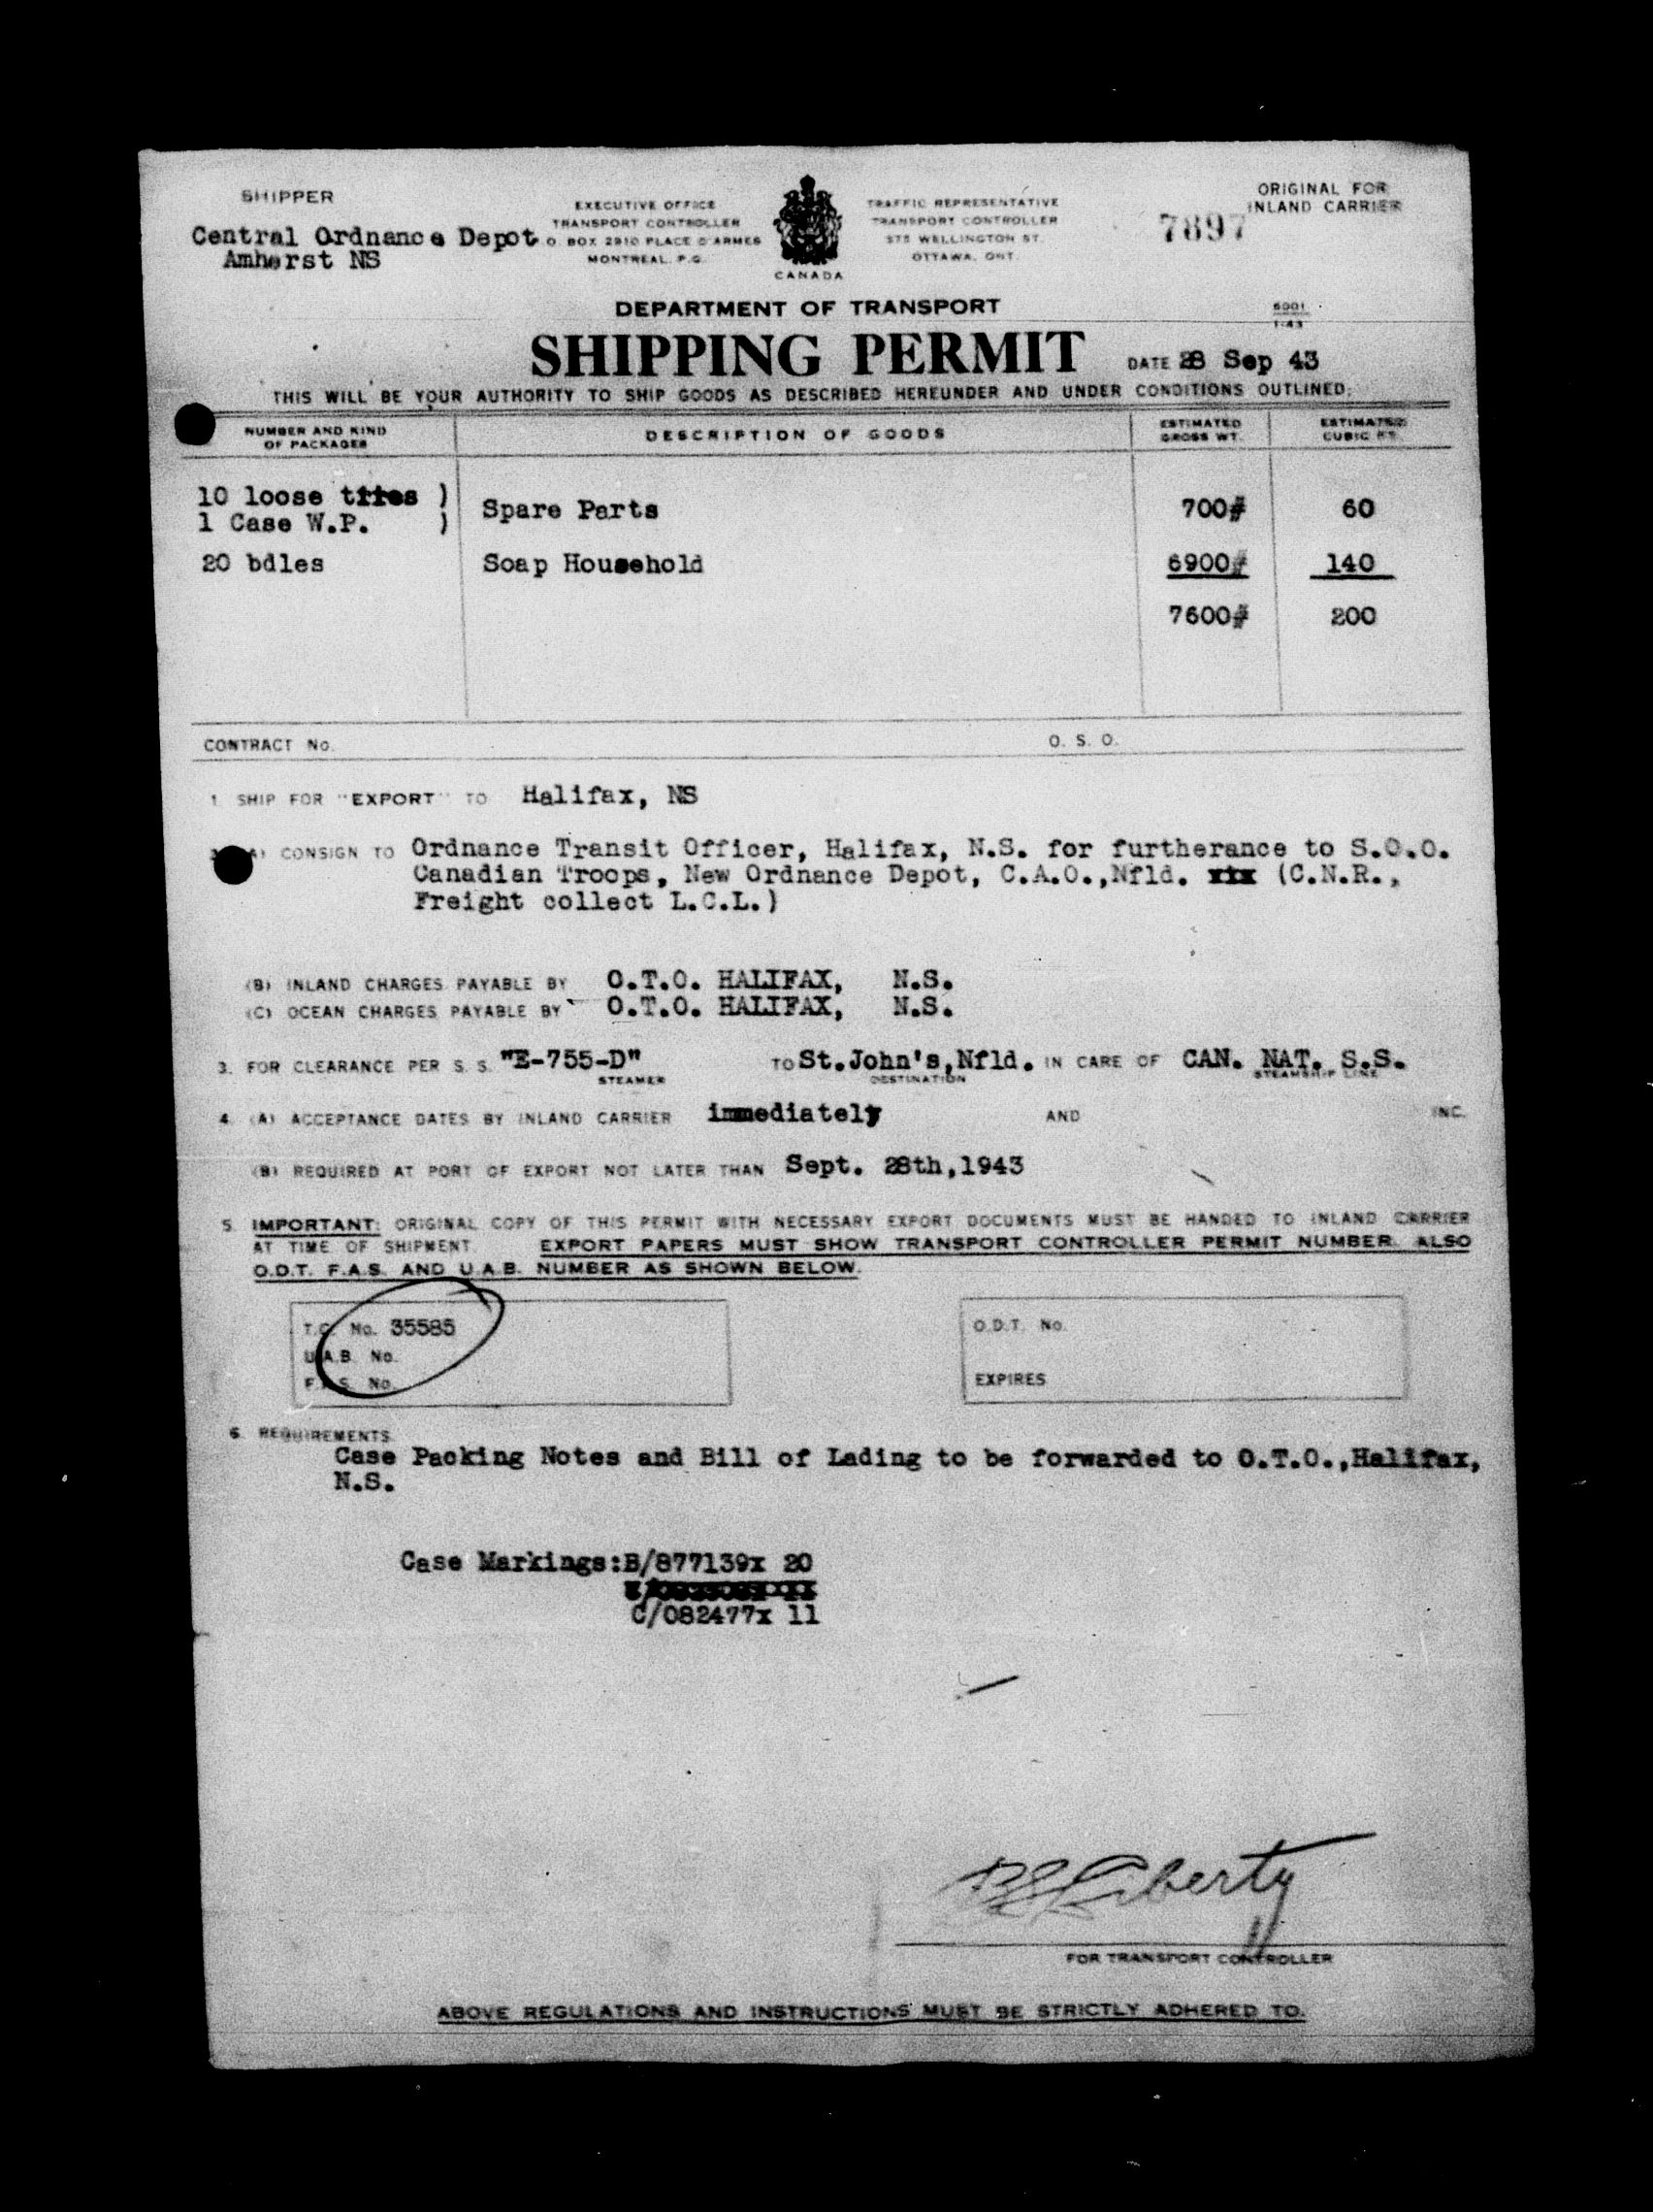 SHIPPER
Central Ordnance Depot
Amherst NS
EXECUTIVE OFFICE
TRANSPORT CONTROLLER
O. BOX 2910 PLACE D'ARMES
MONTREAL. P.Q.
CANADA
TRAFFIC REPRESENTATIVE
TRANSPORT CONTROLLER
375 WELLINGTON ST.
OTTAWA, ONT.
ORIGINAL FOR
INLAND CARRIER
7897
DEPARTMENT OF TRANSPORT
1-43
SHIPPING PERMIT DATE 28 Sep 43
THIS WILL BE YOUR AUTHORITY TO SHIP GOODS AS DESCRIBED HEREUNDER AND UNDER CONDITIONS OUTLINED.
NUMBER AND KIND OF PACKAGES DESCRIPTION OF GOODS ESTIMATED GROSS WT. ESTIMATED CUBIC FT.
10 loose tires )
1 Case W.P. ) Spare Parts 700# 60
20 bdles Soap Household 6900# 140
7600# 200
CONTRACT No. O. S. O.
1. SHIP FOR "EXPORT" TO Halifax, NS
(A) CONSIGN TO Ordnance Transit Officer, Halifax, N.S. for furtherance to S.O.O.
Canadian Troops, New Ordnance Depot, C.A.O.,Nfld. xix (C.N.R.,
Freight collect L.C.L.)
(B) INLAND CHARGES PAYABLE BY O.T.O. HALIFAX, N.S.
(C) OCEAN CHARGES PAYABLE BY O.T.O. HALIFAX, N.S.
3. FOR CLEARANCE PER S. S. "E-755-D" TO St.John's,Nfld. IN CARE OF CAN. NAT. S.S.
STEAMER DESTINATION STEAMSHIP LINE
4. (A) ACCEPTANCE DATES BY INLAND CARRIER immediately AND INC.
(B) REQUIRED AT PORT OF EXPORT NOT LATER THAN Sept. 28th,1943
5. IMPORTANT: ORIGINAL COPY OF THIS PERMIT WITH NECESSARY EXPORT DOCUMENTS MUST BE HANDED TO INLAND CARRIER
AT TIME OF SHIPMENT. EXPORT PAPERS MUST SHOW TRANSPORT CONTROLLER PERMIT NUMBER. ALSO
O.D.T. F.A.S. AND U.A.B. NUMBER AS SHOWN BELOW.
T.C. No. 35585
U.A.B. No.
F.A.S. No.
O.D.T. No.
EXPIRES
6. REQUIREMENTS
Case Packing Notes and Bill of Lading to be forwarded to O.T.O.,Halifax,
N.S.
Case Markings:B/877139x 20
C/082477x 11
FOR TRANSPORT CONTROLLER
ABOVE REGULATIONS AND INSTRUCTIONS MUST BE STRICTLY ADHERED TO.